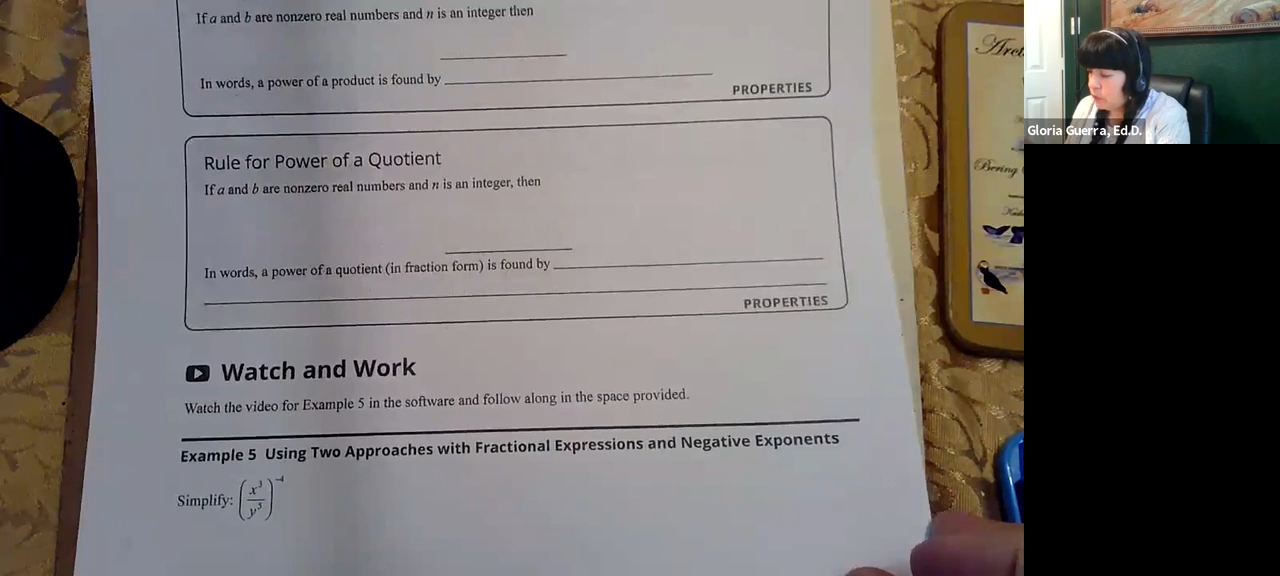 If a and b are nonzero real numbers and n is an integer then
In words, a power of a product is found by
PROPERTIES
Rule for Power of a Quotient
If a and b are nonzero real numbers and n is an integer, then
In words, a power of a quotient (in fraction form) is found by
PROPERTIES
Watch and Work
Watch the video for Example 5 in the software and follow along in the space provided.
Example 5 Using Two Approaches with Fractional Expressions and Negative Exponents
Simplify: (x³/y⁵)⁻⁴
Gloria Guerra, Ed.D.
Bering